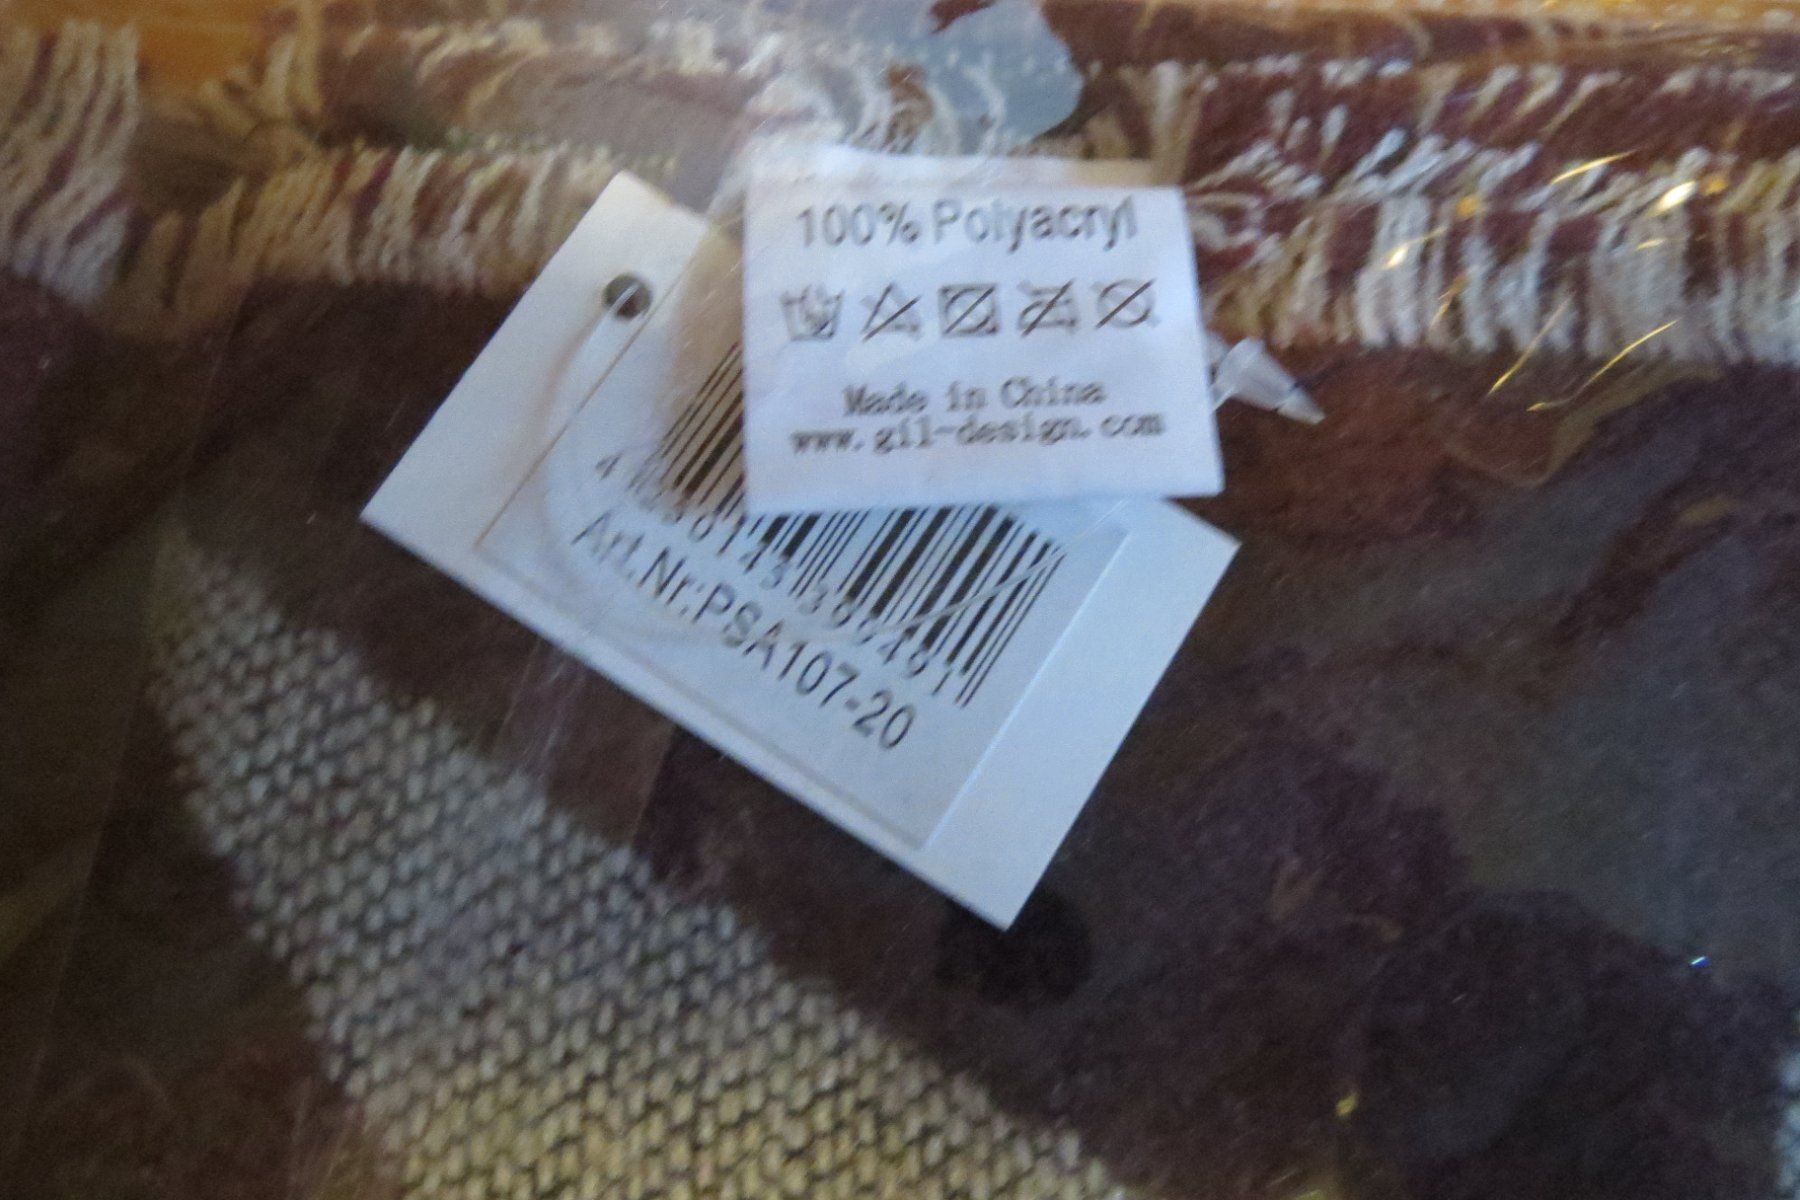 100% Polyacryl
Made in China
www.gil-design.com
Art.Nr:PSA107-20